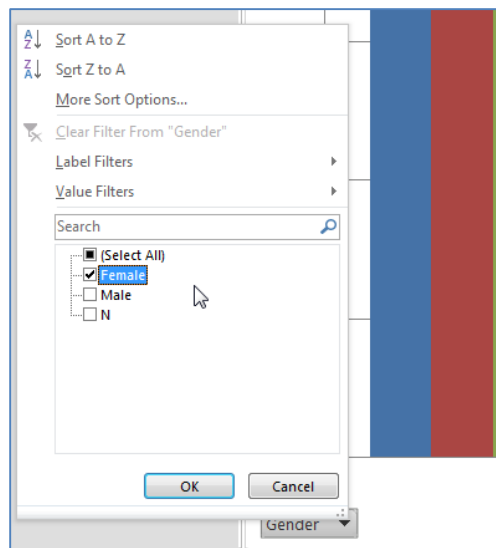 Sort A to Z
Sort Z to A
More Sort Options...
Clear Filter From "Gender"
Label Filters
Value Filters
Search
(Select All)
Female
Male
N
OK Cancel
Gender